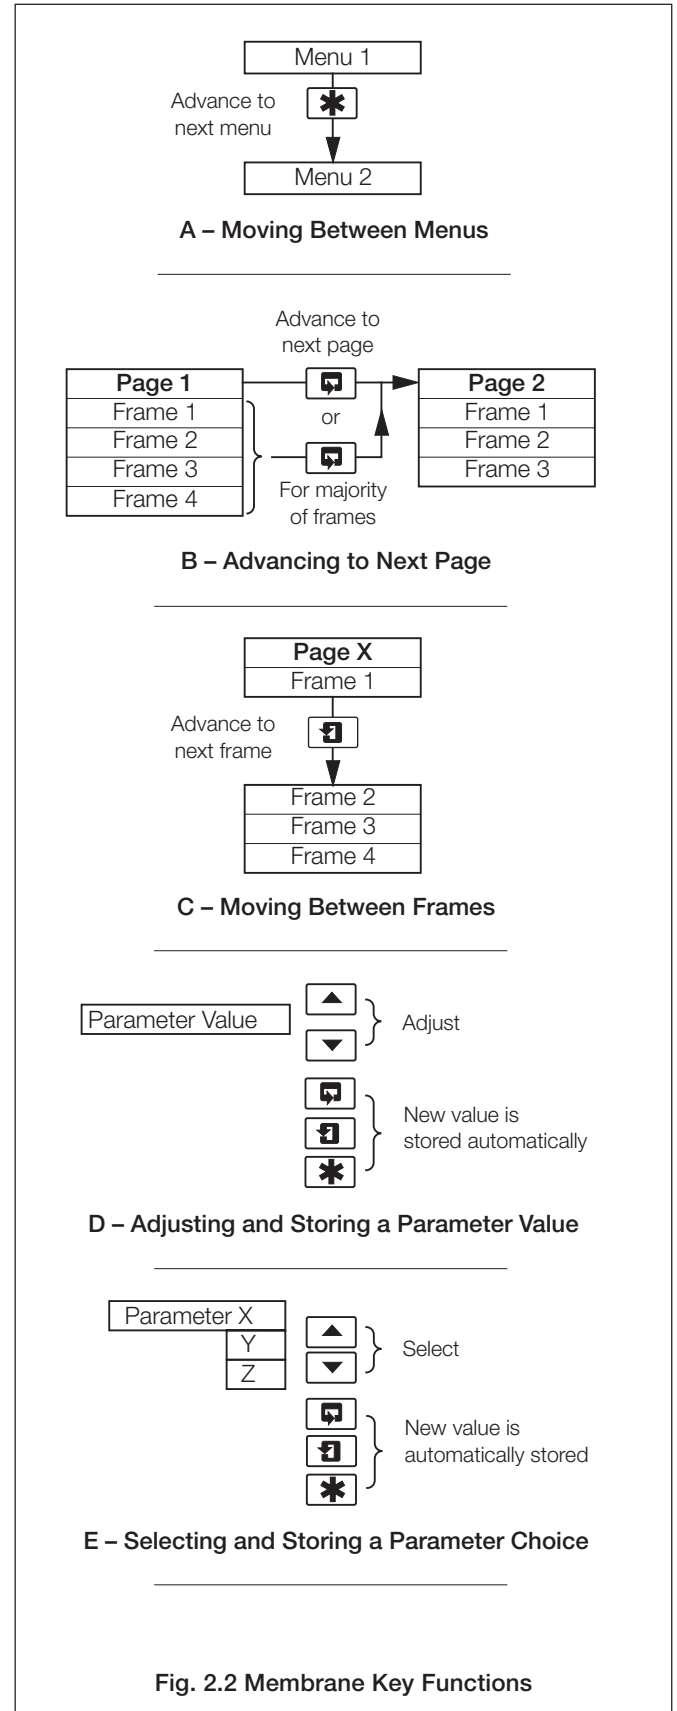 Menu 1
Advance to
next menu
Menu 2
A – Moving Between Menus
Advance to
next page
Page 1
Frame 1
Frame 2
Frame 3
Frame 4
or
For majority
of frames
Page 2
Frame 1
Frame 2
Frame 3
B – Advancing to Next Page
Page X
Frame 1
Advance to
next frame
Frame 2
Frame 3
Frame 4
C – Moving Between Frames
Parameter Value
Adjust
New value is
stored automatically
D – Adjusting and Storing a Parameter Value
Parameter X
Y
Z
Select
New value is
automatically stored
E – Selecting and Storing a Parameter Choice
Fig. 2.2 Membrane Key Functions